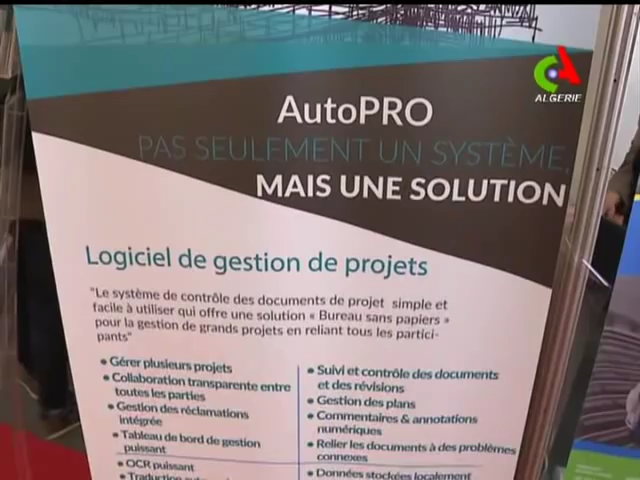 ALGERIE
AutoPRO
PAS SEULEMENT UN SYSTÈME,
MAIS UNE SOLUTION
Logiciel de gestion de projets
"Le système de contrôle des documents de projet simple et
facile à utiliser qui offre une solution « Bureau sans papiers »
pour la gestion de grands projets en reliant tous les partici-
pants"
• Gérer plusieurs projets
• Collaboration transparente entre
toutes les parties
• Gestion des réclamations
intégrée
• Tableau de bord de gestion
puissant
• OCR puissant
• Traduction
• Suivi et contrôle des documents
et des révisions
• Gestion des plans
• Commentaires & annotations
numériques
• Relier les documents à des problèmes
connexes
• Données stockées localement